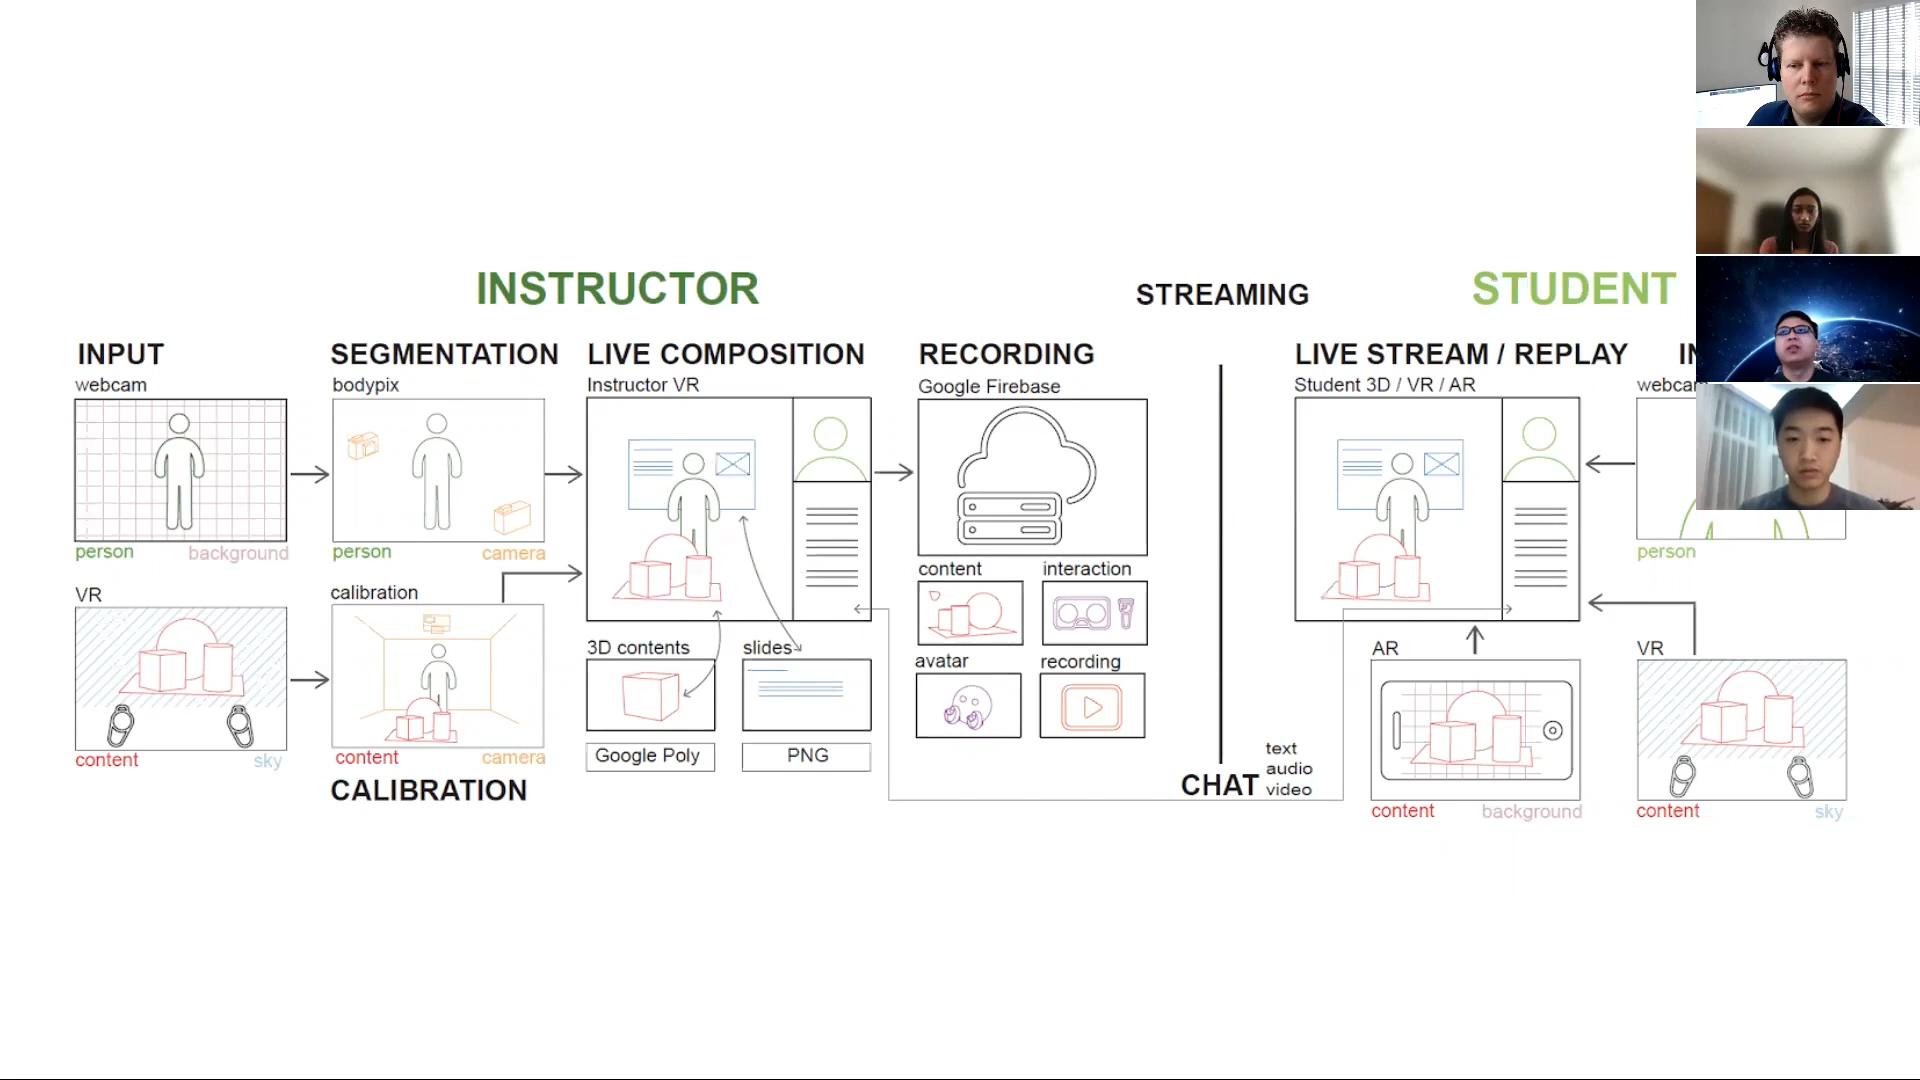 INSTRUCTOR
STREAMING
STUDENT
INPUT
webcam
person
background
VR
content
sky
SEGMENTATION
bodypix
person
camera
calibration
content
camera
CALIBRATION
LIVE COMPOSITION
Instructor VR
3D contents
slides
Google Poly
PNG
RECORDING
Google Firebase
content
interaction
avatar
recording
CHAT
text
audio
video
LIVE STREAM / REPLAY
Student 3D / VR / AR
AR
content
background
person
VR
content
sky